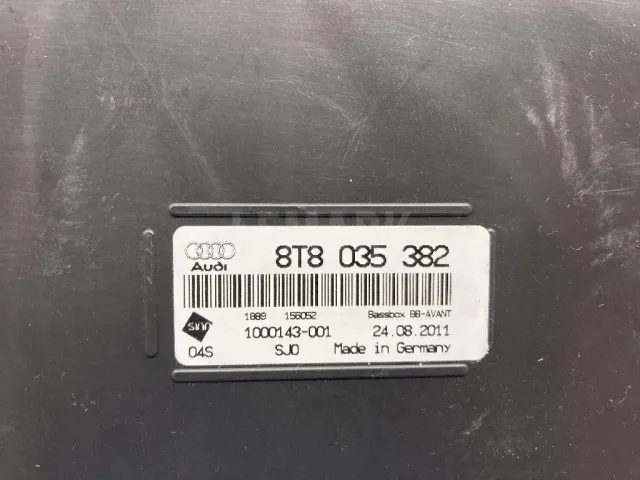 8T8 035 382
Audi
1889 156052 Bassbox B8-AVANT
sinn 1000143-001 24.08.2011
04S SJ0 Made in Germany